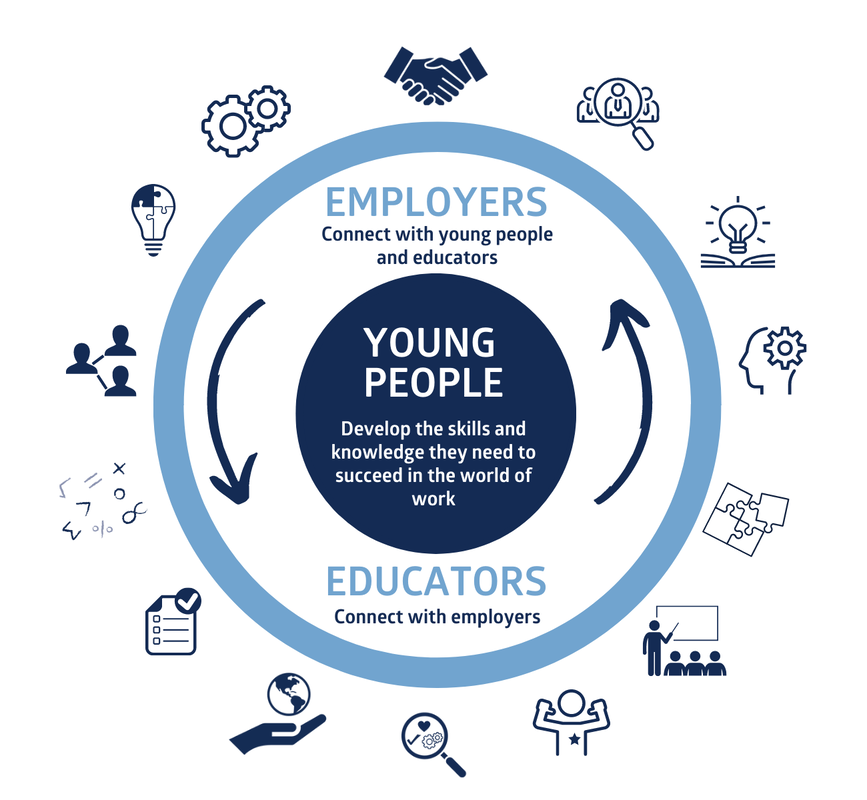 EMPLOYERS
Connect with young people
and educators
YOUNG
PEOPLE
Develop the skills and
knowledge they need to
succeed in the world of
work
EDUCATORS
Connect with employers